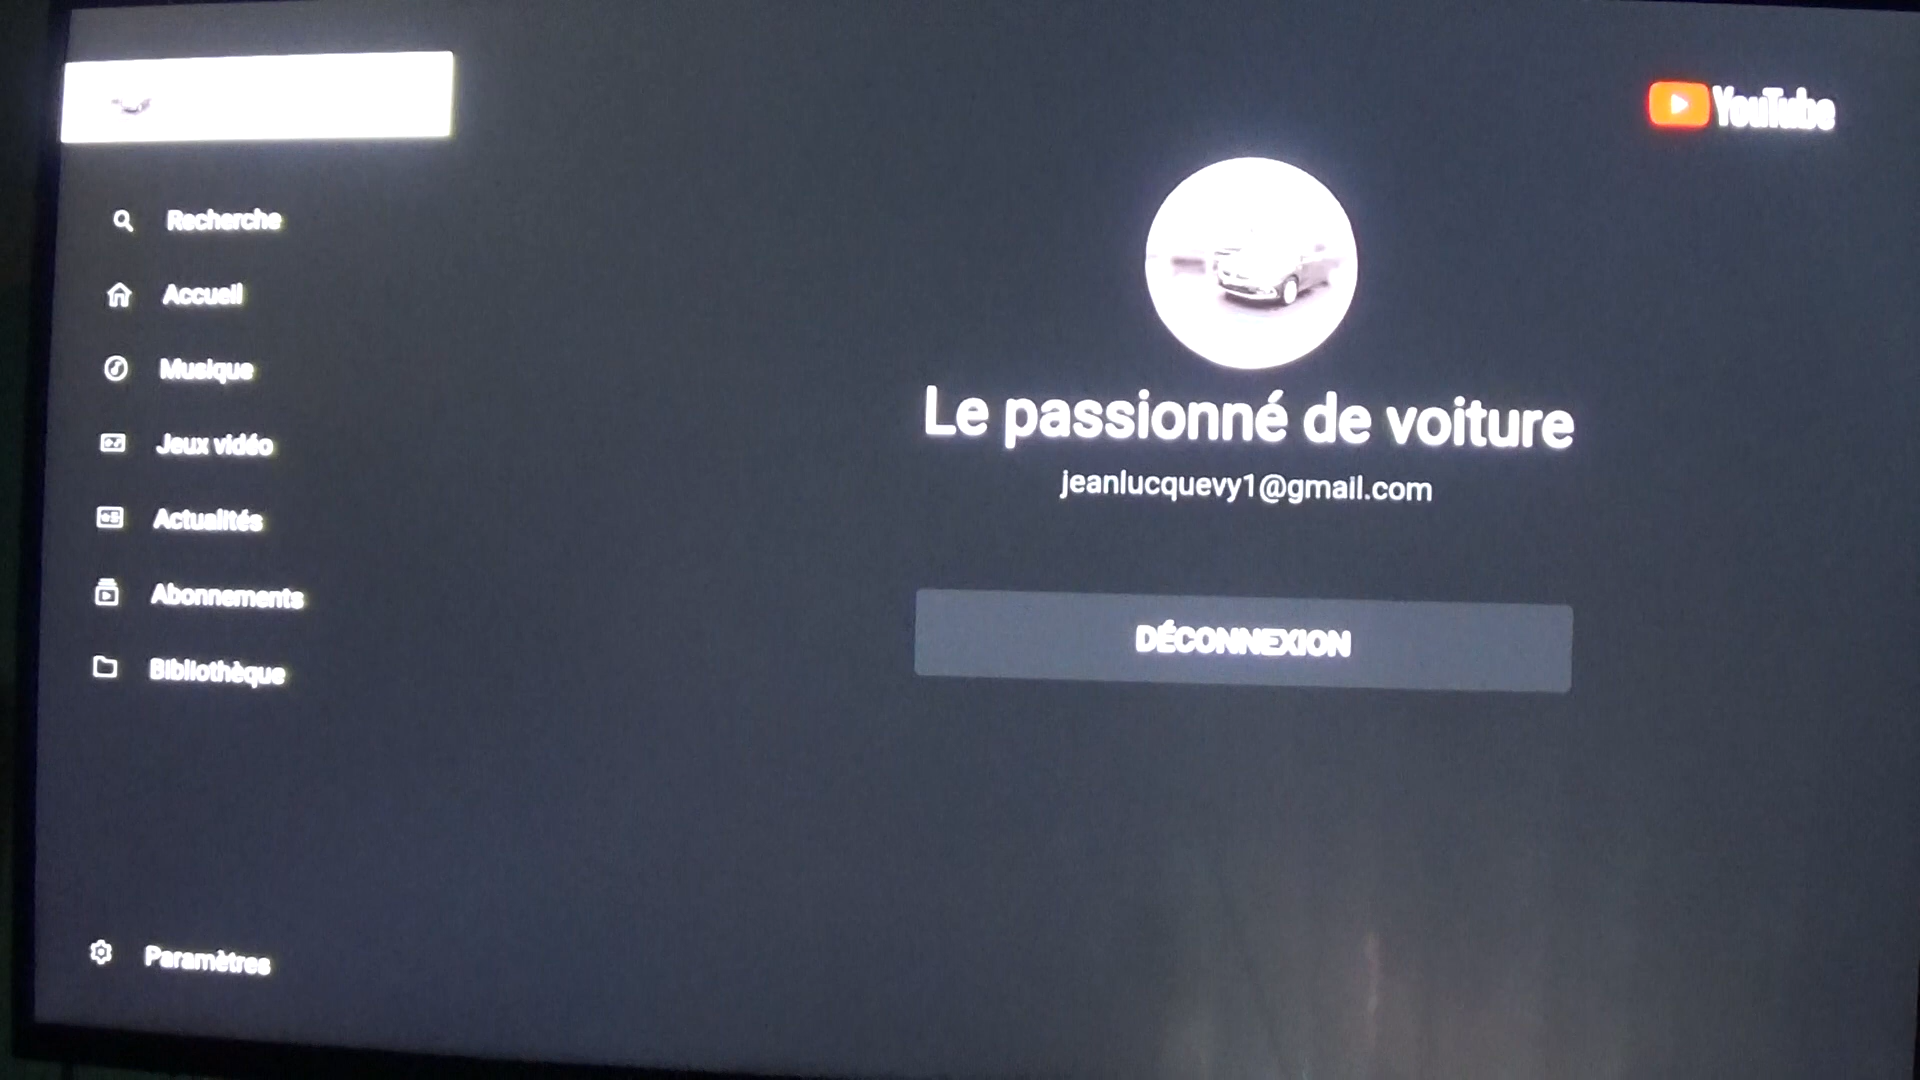 YouTube
Recherche
Accueil
Musique
Jeux vidéo
Actualités
Abonnements
Bibliothèque
Paramètres
Le passionné de voiture
jeanlucquevy1@gmail.com
DÉCONNEXION